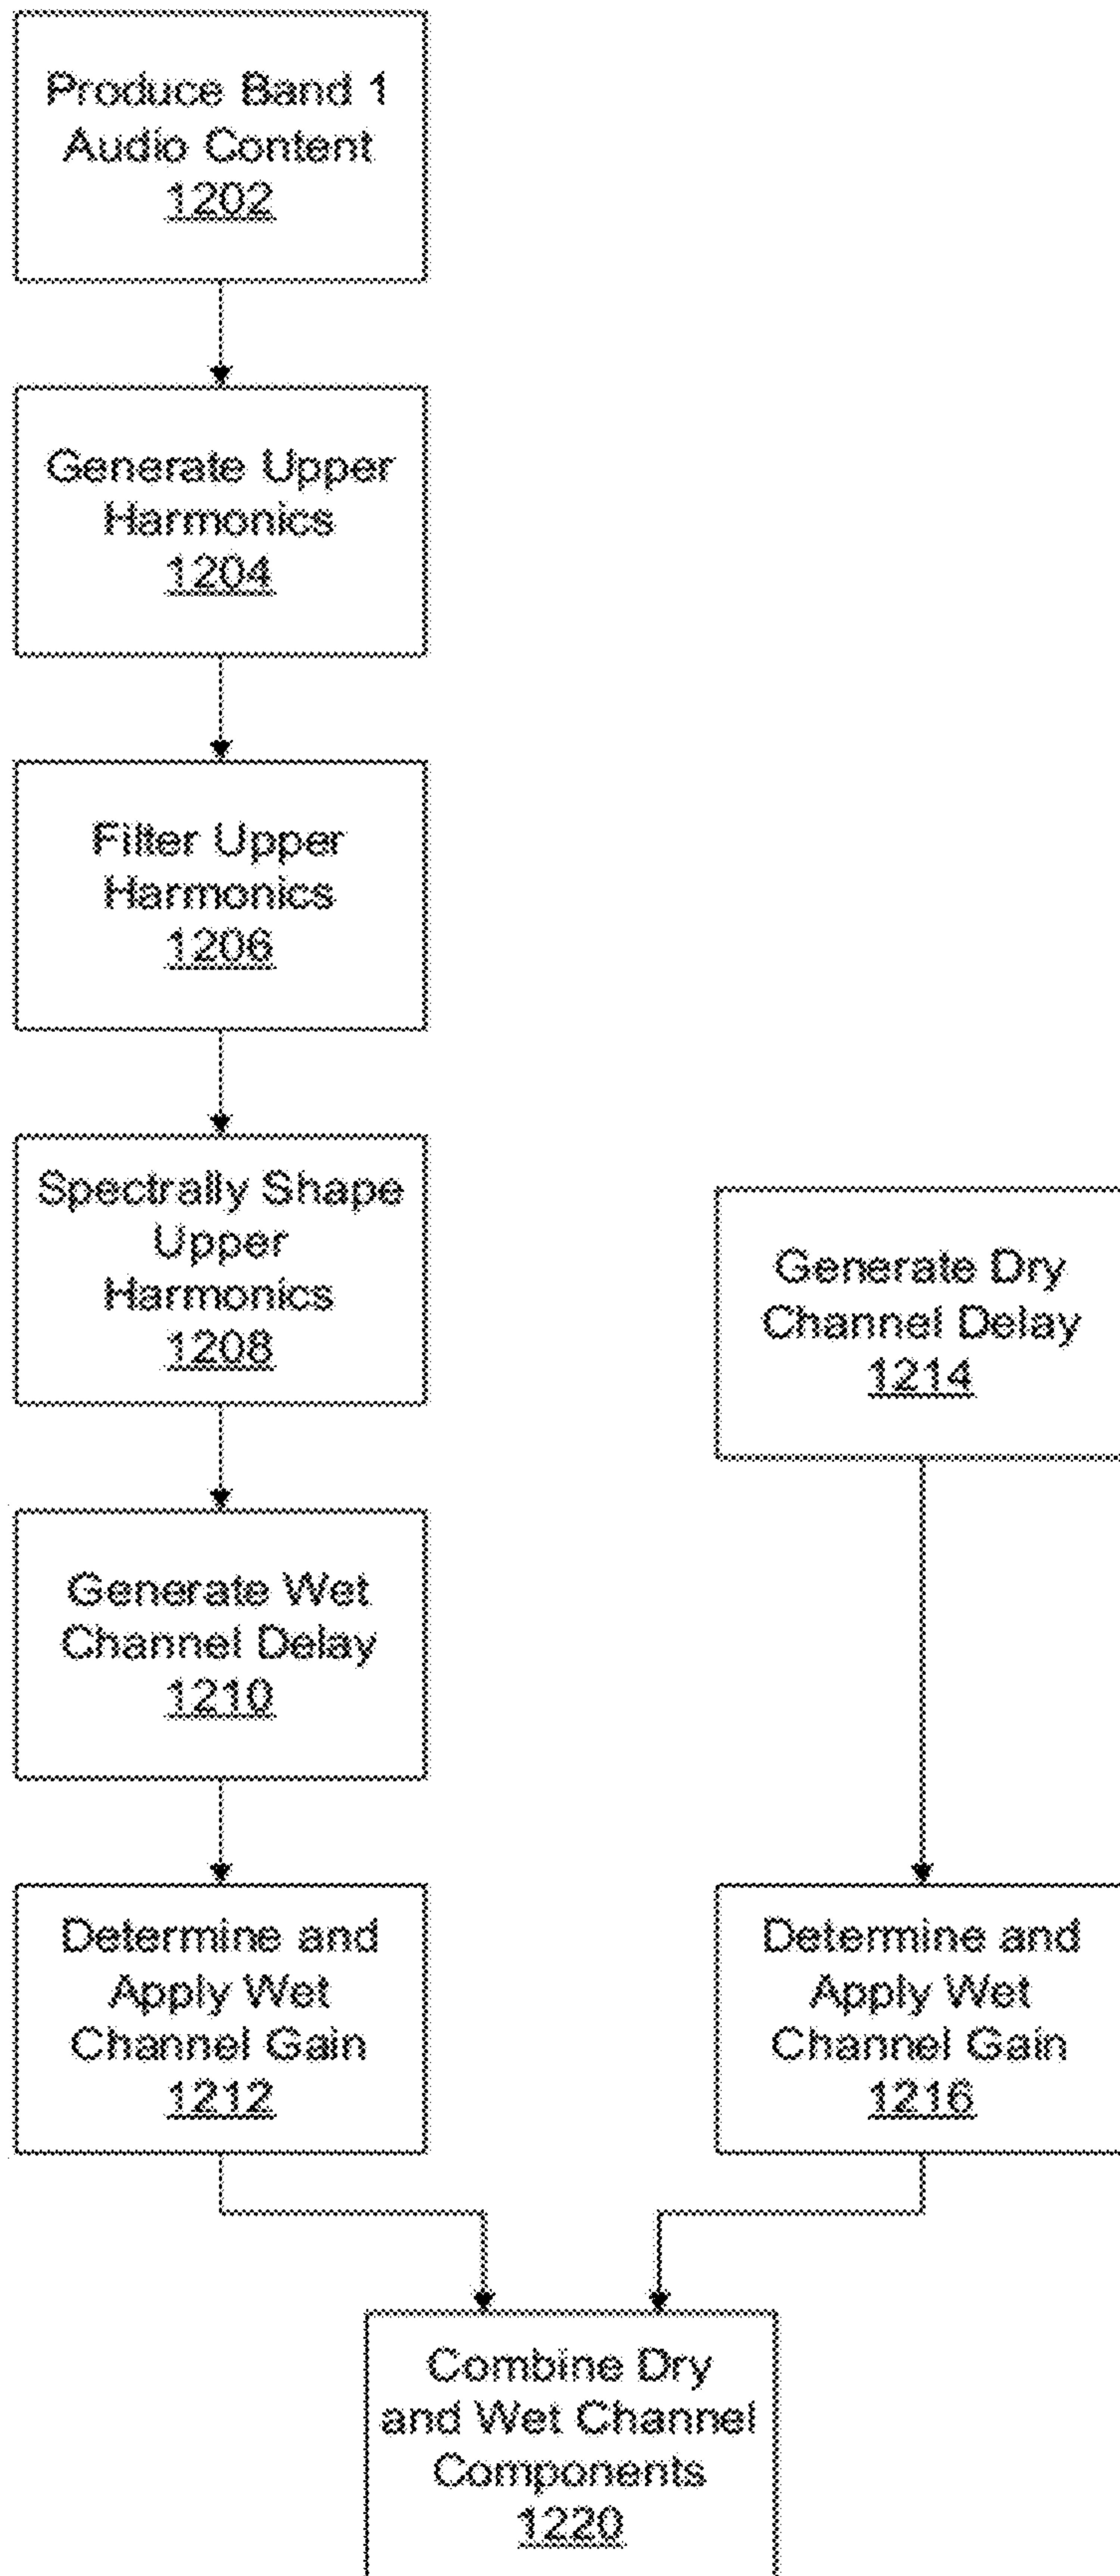 Produce Band 1
Audio Content
1202
Generate Upper
Harmonics
1204
Filter Upper
Harmonics
1206
Spectrally Shape
Upper
Harmonics
1208
Generate Wet
Channel Delay
1210
Determine and
Apply Wet
Channel Gain
1212
Generate Dry
Channel Delay
1214
Determine and
Apply Wet
Channel Gain
1216
Combine Dry
and Wet Channel
Components
1220